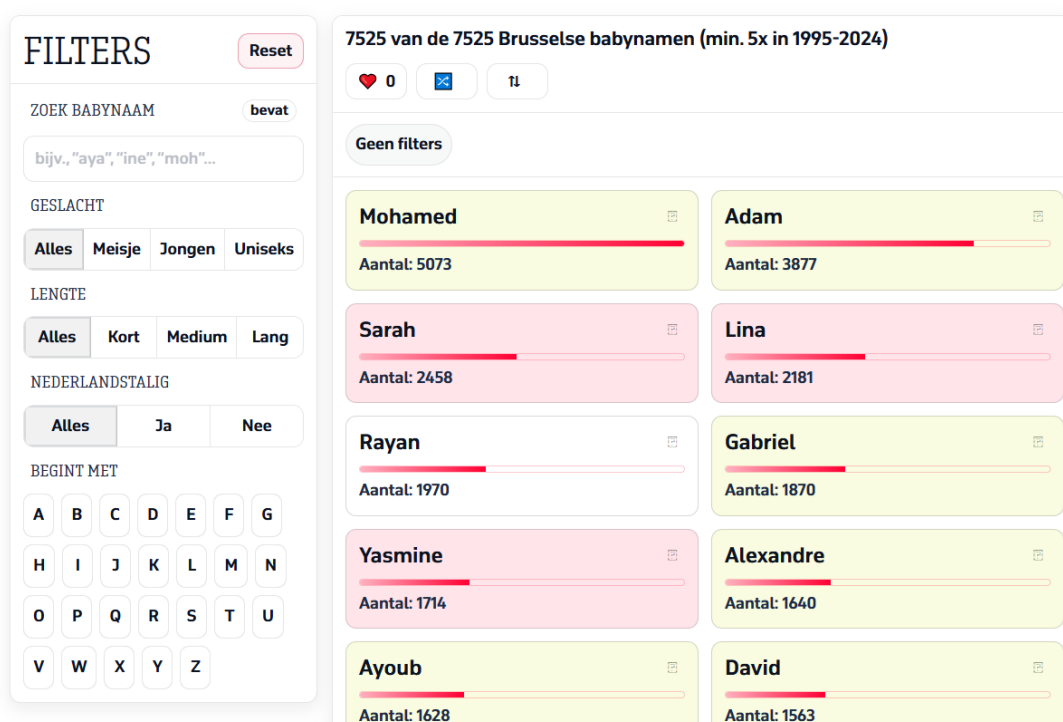 FILTERS
Reset
ZOEK BABYNAAM
bevat
bijv., "aya", "ine", "moh"...
GESLACHT
Alles Meisje Jongen Uniseks
LENGTE
Alles Kort Medium Lang
NEDERLANDSTALIG
Alles Ja Nee
BEGINT MET
A B C D E F G
H I J K L M N
O P Q R S T U
V W X Y Z
7525 van de 7525 Brusselse babynamen (min. 5x in 1995-2024)
0
Geen filters
Mohamed
Aantal: 5073
Adam
Aantal: 3877
Sarah
Aantal: 2458
Lina
Aantal: 2181
Rayan
Aantal: 1970
Gabriel
Aantal: 1870
Yasmine
Aantal: 1714
Alexandre
Aantal: 1640
Ayoub
Aantal: 1628
David
Aantal: 1563